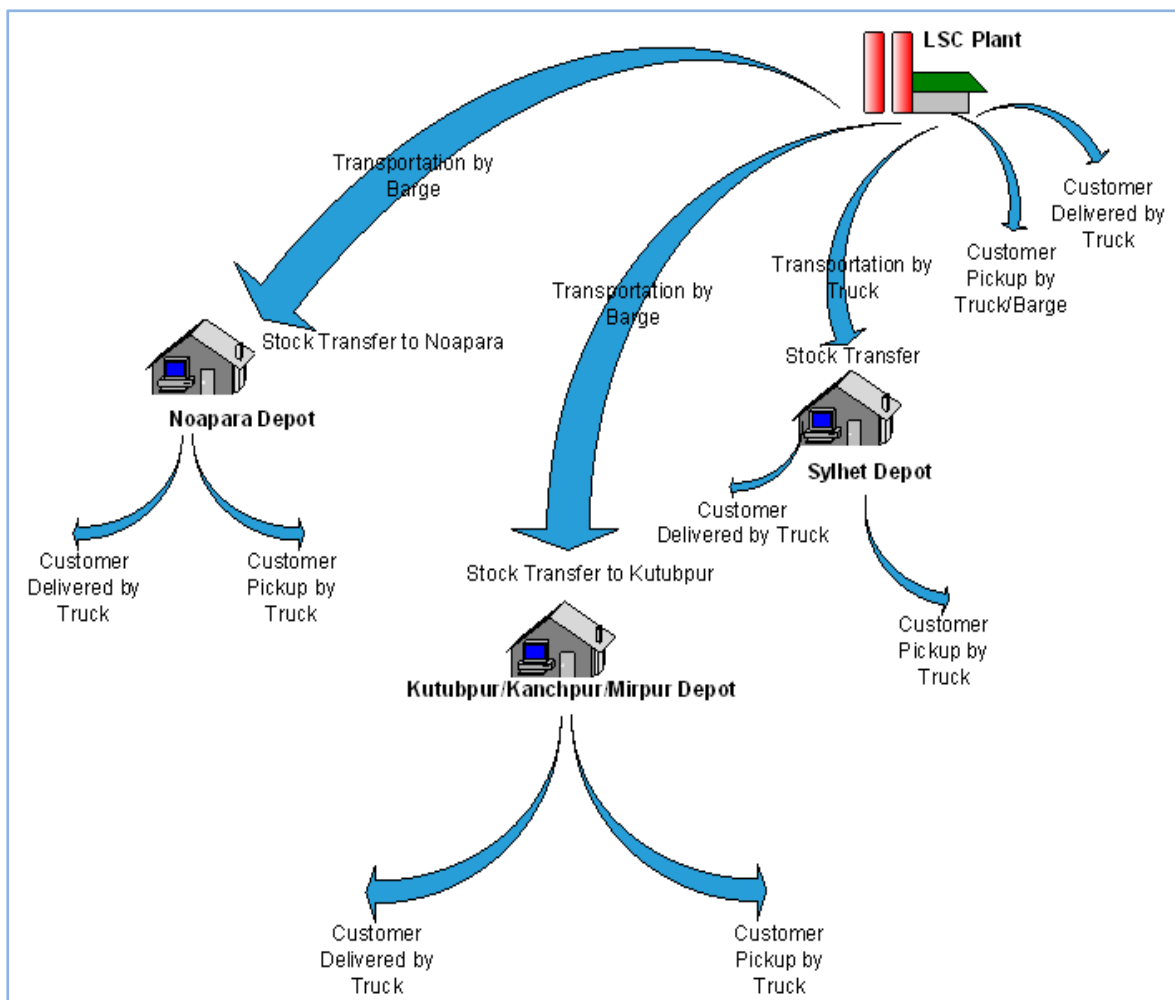 LSC Plant
Transportation by
Barge
Customer
Delivered by
Truck
Customer
Pickup by
Truck/Barge
Transportation by
Truck
Transportation by
Barge
Stock Transfer to Noapara
Stock Transfer
Noapara Depot
Sylhet Depot
Customer
Delivered by Truck
Customer
Delivered by
Truck
Customer
Pickup by
Truck
Stock Transfer to Kutubpur
Customer
Pickup by
Truck
Kutubpur/Kanchpur/Mirpur Depot
Customer
Delivered by
Truck
Customer
Pickup by
Truck